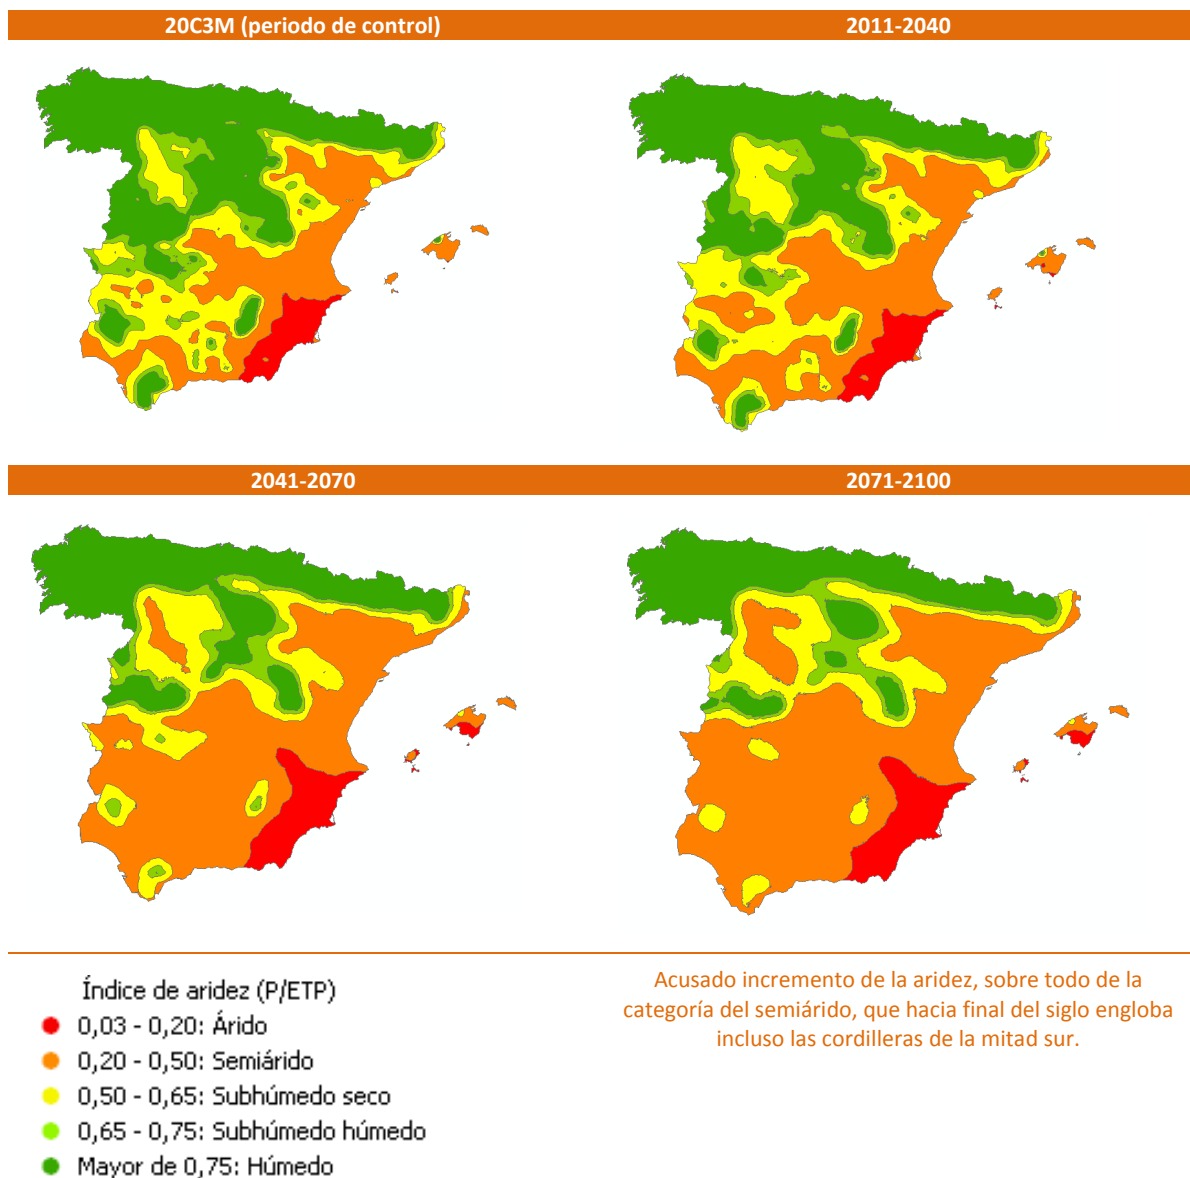 20C3M (periodo de control)
2011-2040
2041-2070
2071-2100
Índice de aridez (P/ETP)
0,03 - 0,20: Árido
0,20 - 0,50: Semiárido
0,50 - 0,65: Subhúmedo seco
0,65 - 0,75: Subhúmedo húmedo
Mayor de 0,75: Húmedo
Acusado incremento de la aridez, sobre todo de la
categoría del semiárido, que hacia final del siglo engloba
incluso las cordilleras de la mitad sur.